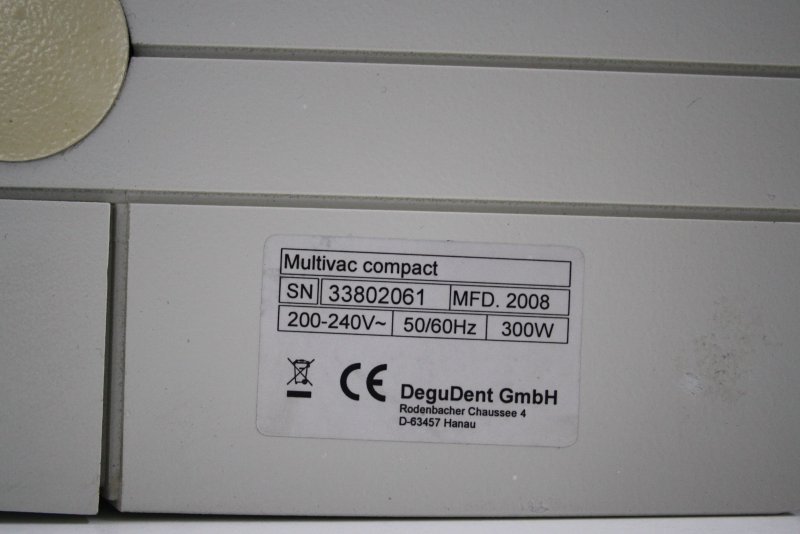 Multivac compact
SN 33802061 MFD. 2008
200-240V~ 50/60Hz 300W
CE DeguDent GmbH
Rodenbacher Chaussee 4
D-63457 Hanau